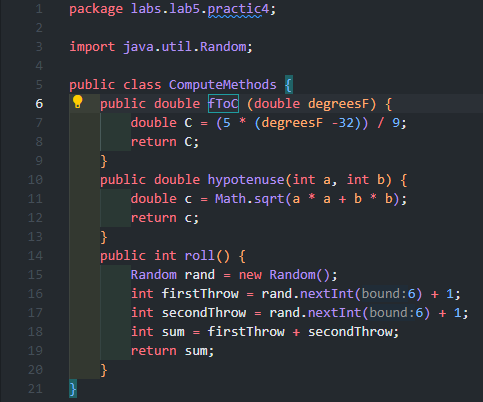 1 package labs.lab5.practic4;
2
3 import java.util.Random;
4
5 public class ComputeMethods {
6 public double fToC (double degreesF) {
7 double C = (5 * (degreesF -32)) / 9;
8 return C;
9 }
10 public double hypotenuse(int a, int b) {
11 double c = Math.sqrt(a * a + b * b);
12 return c;
13 }
14 public int roll() {
15 Random rand = new Random();
16 int firstThrow = rand.nextInt(bound:6) + 1;
17 int secondThrow = rand.nextInt(bound:6) + 1;
18 int sum = firstThrow + secondThrow;
19 return sum;
20 }
21 }